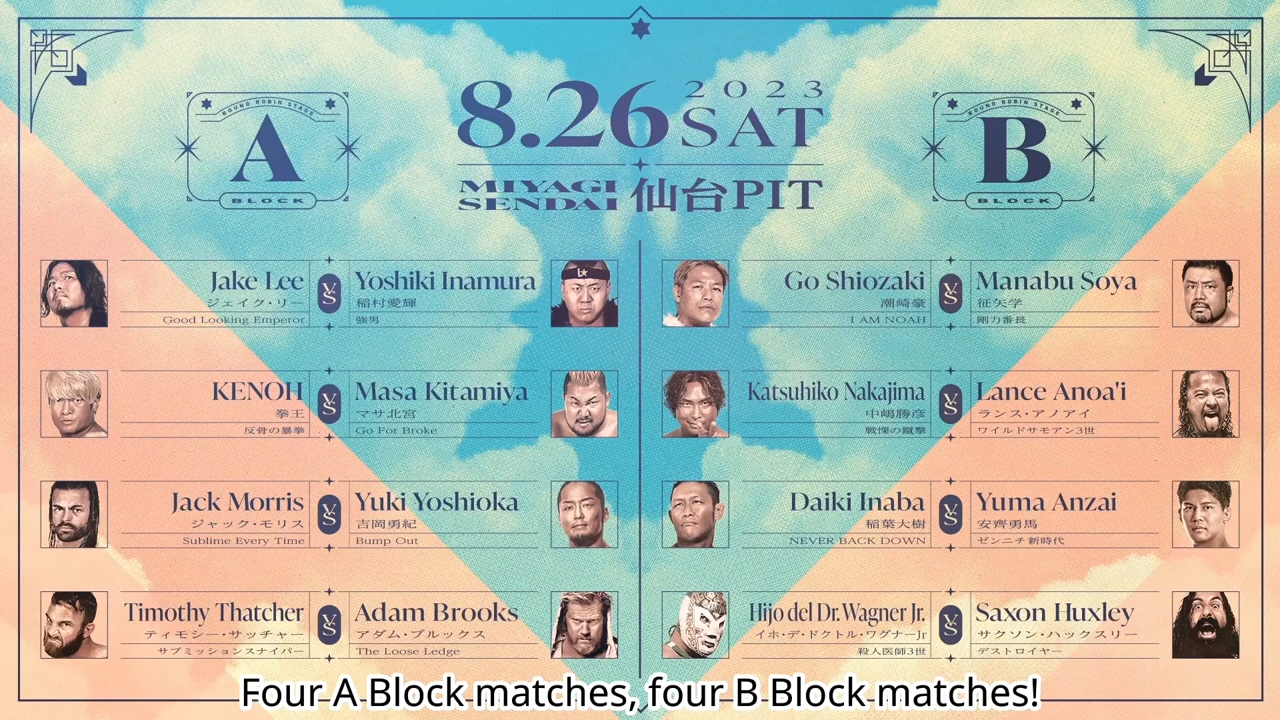 ROUND ROBIN STAGE
A
BLOCK
8.26 2023 SAT
MIYAGI SENDAI 仙台PIT
ROUND ROBIN STAGE
B
BLOCK
Jake Lee VS Yoshiki Inamura
ジェイク・リー 稲村愛輝
Good Looking Emperor 強男
KENOH VS Masa Kitamiya
拳王 マサ北宮
反骨の暴拳 Go For Broke
Jack Morris VS Yuki Yoshioka
ジャック・モリス 吉岡勇紀
Sublime Every Time Bump Out
Timothy Thatcher VS Adam Brooks
ティモシー・サッチャー アダム・ブルックス
サブミッションスナイパー The Loose Ledge
Go Shiozaki VS Manabu Soya
潮崎豪 征矢学
I AM NOAH 剛力番長
Katsuhiko Nakajima VS Lance Anoa'i
中嶋勝彦 ランス・アノアイ
戦慄の蹴撃 ワイルドサモアン3世
Daiki Inaba VS Yuma Anzai
稲葉大樹 安齊勇馬
NEVER BACK DOWN ゼンニチ新時代
Hijo del Dr. Wagner Jr. VS Saxon Huxley
イホ・デ・ドクトル・ワグナーJr サクソン・ハックスリー
殺人医師3世 デストロイヤー
Four A Block matches, four B Block matches!